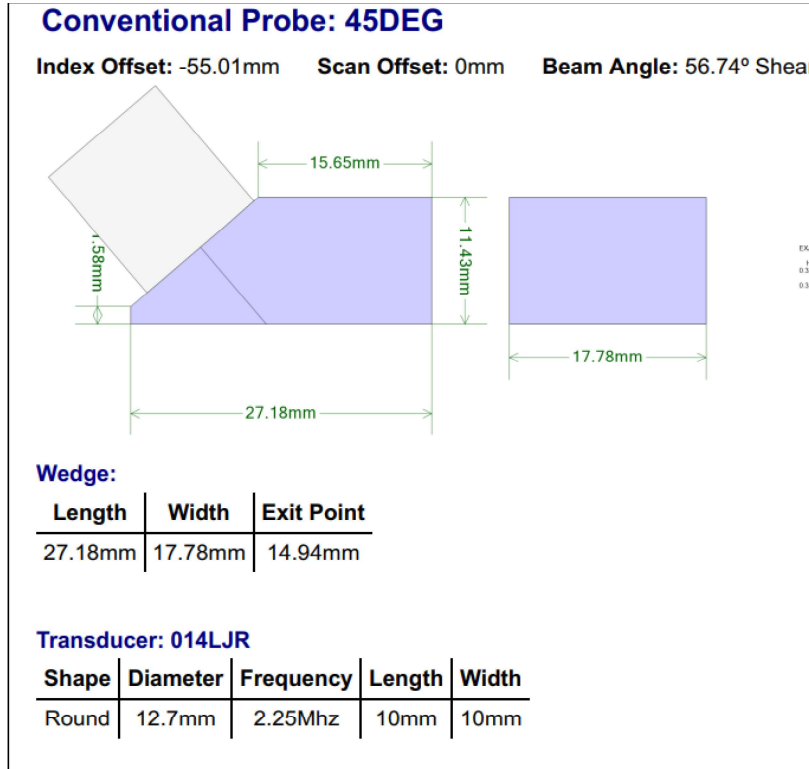 Conventional Probe: 45DEG
Index Offset: -55.01mm Scan Offset: 0mm Beam Angle: 56.74º Shea
15.65mm
.58mm
11.43mm
17.78mm
27.18mm
Wedge:
Length Width Exit Point
27.18mm 17.78mm 14.94mm
Transducer: 014LJR
Shape Diameter Frequency Length Width
Round 12.7mm 2.25Mhz 10mm 10mm